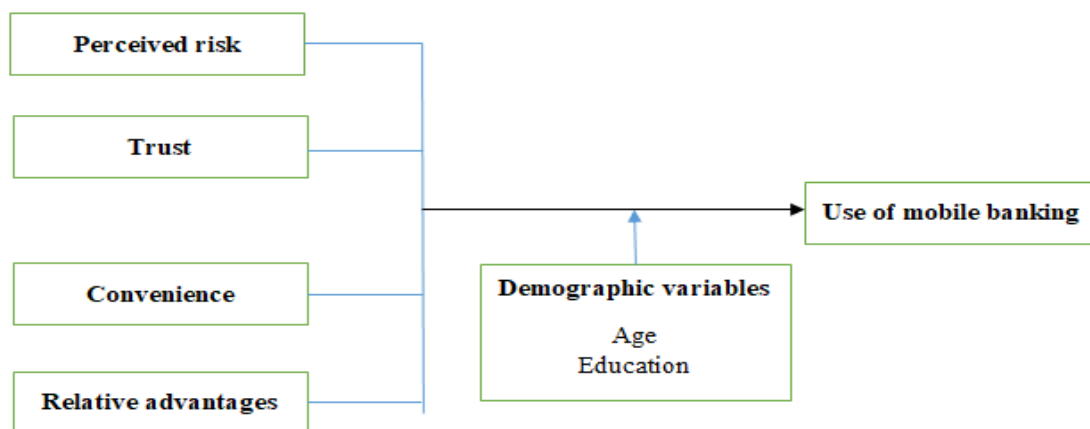 Perceived risk
Trust
Use of mobile banking
Convenience
Demographic variables
Age
Education
Relative advantages